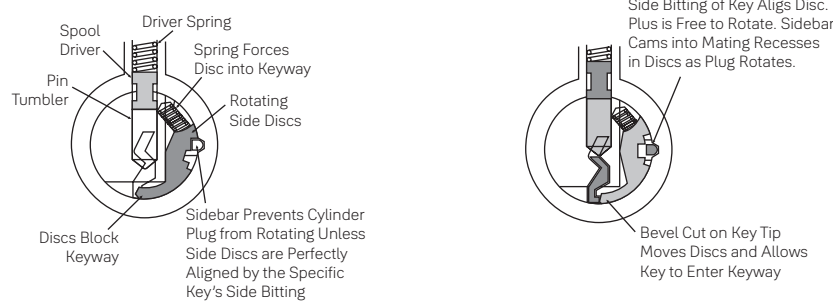 Spool
Driver
Driver Spring
Spring Forces
Disc into Keyway
Pin
Tumbler
Rotating
Side Discs
Discs Block
Keyway
Sidebar Prevents Cylinder
Plug from Rotating Unless
Side Discs are Perfectly
Aligned by the Specific
Key's Side Bitting
Side Bitting of Key Aligs Disc.
Plus is Free to Rotate. Sidebar
Cams into Mating Recesses
in Discs as Plug Rotates.
Bevel Cut on Key Tip
Moves Discs and Allows
Key to Enter Keyway